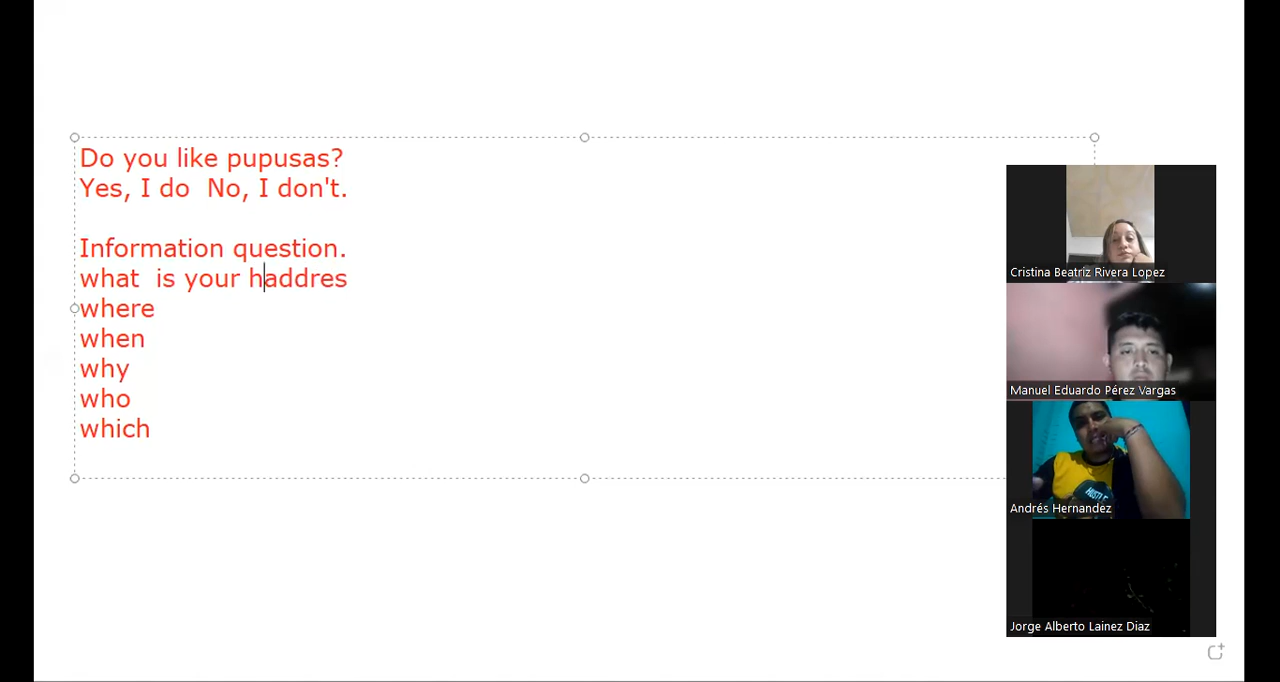 Do you like pupusas?
Yes, I do  No, I don't.
Information question.
what  is your haddres
where
when
why
who
which
Cristina Beatriz Rivera Lopez
Manuel Eduardo Pérez Vargas
HUSTLE
Andrés Hernandez
Jorge Alberto Lainez Diaz